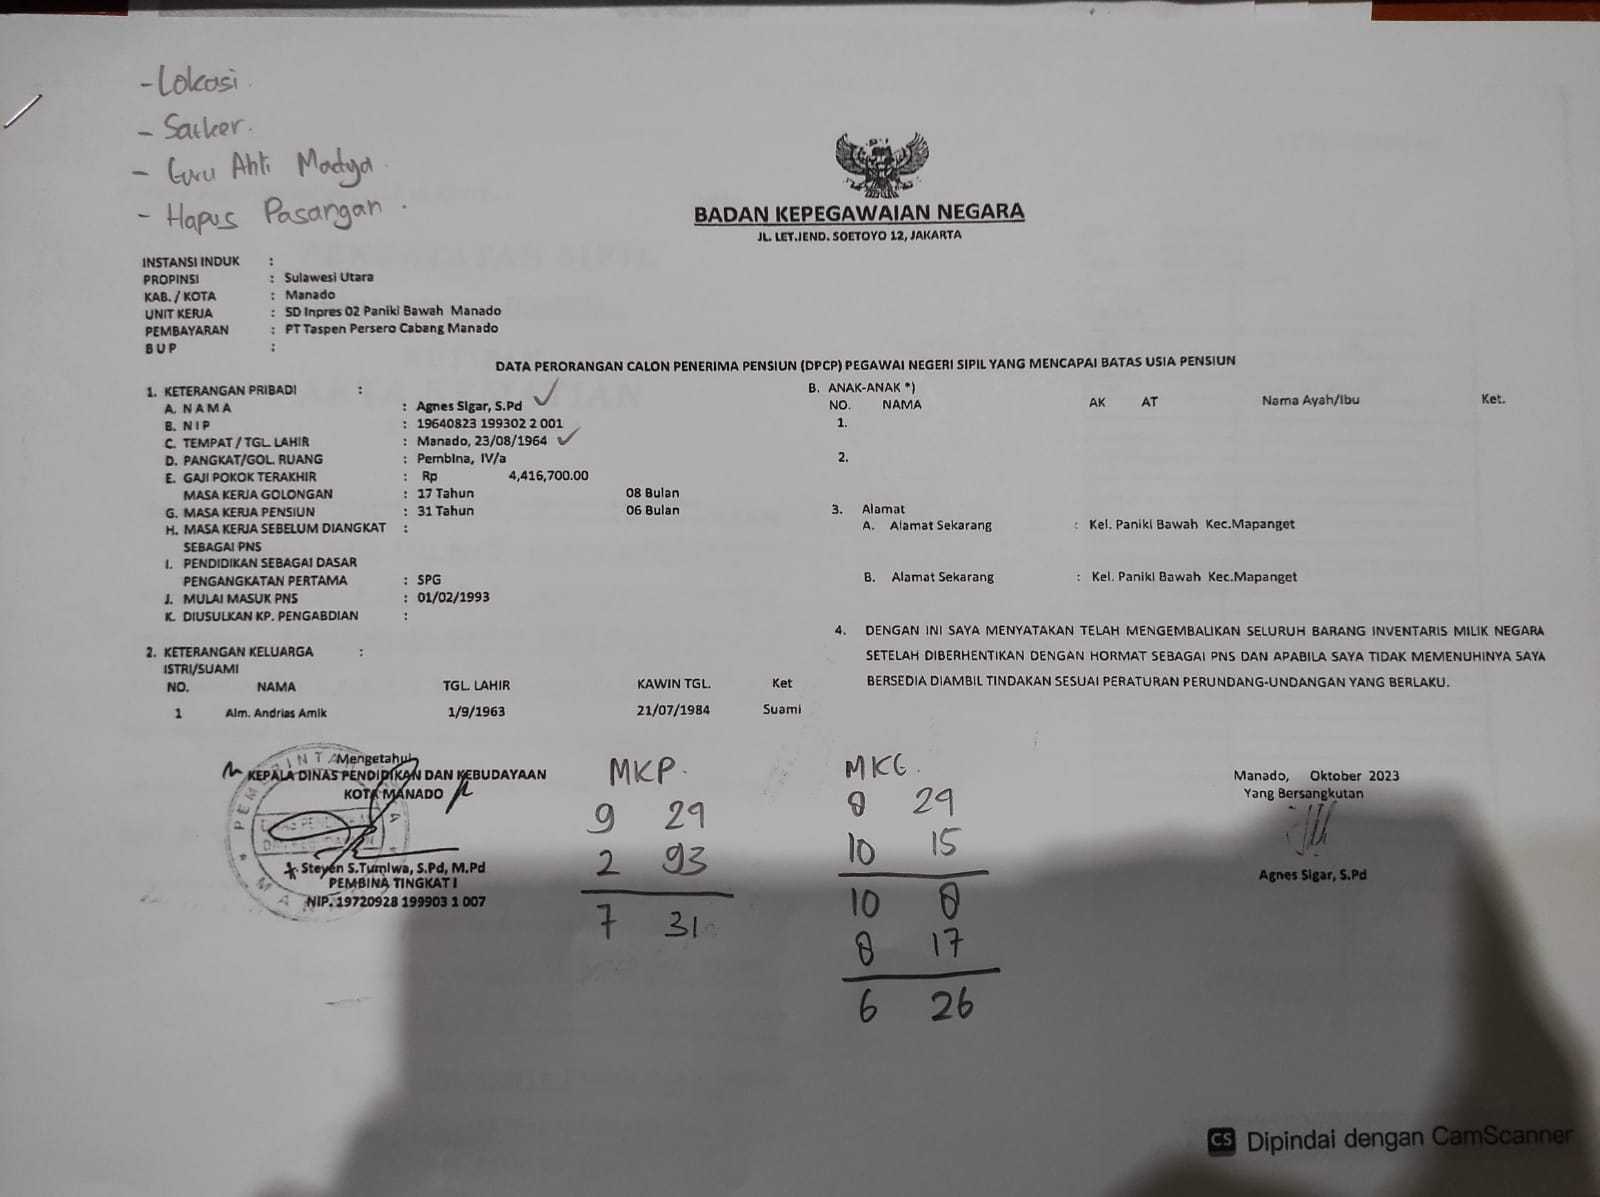 - Lokasi
- Satker.
- Guru Ahli Madya.
- Hapus Pasangan.
BADAN KEPEGAWAIAN NEGARA
JL. LET.JEND. SOETOYO 12, JAKARTA
INSTANSI INDUK :
PROPINSI : Sulawesi Utara
KAB. / KOTA : Manado
UNIT KERJA : SD Inpres 02 Paniki Bawah Manado
PEMBAYARAN : PT Taspen Persero Cabang Manado
B U P :
DATA PERORANGAN CALON PENERIMA PENSIUN (DPCP) PEGAWAI NEGERI SIPIL YANG MENCAPAI BATAS USIA PENSIUN
1. KETERANGAN PRIBADI :
A. N A M A : Agnes Sigar, S.Pd
B. N I P : 19640823 199302 2 001
C. TEMPAT / TGL. LAHIR : Manado, 23/08/1964
D. PANGKAT/GOL. RUANG : Pembina, IV/a
E. GAJI POKOK TERAKHIR : Rp 4,416,700.00
MASA KERJA GOLONGAN : 17 Tahun 08 Bulan
G. MASA KERJA PENSIUN : 31 Tahun 06 Bulan
H. MASA KERJA SEBELUM DIANGKAT :
SEBAGAI PNS
I. PENDIDIKAN SEBAGAI DASAR
PENGANGKATAN PERTAMA : SPG
J. MULAI MASUK PNS : 01/02/1993
K. DIUSULKAN KP. PENGABDIAN :
2. KETERANGAN KELUARGA :
ISTRI/SUAMI
NO. NAMA TGL. LAHIR KAWIN TGL. Ket
1 Alm. Andrias Amik 1/9/1963 21/07/1984 Suami
B. ANAK-ANAK *)
NO. NAMA AK AT Nama Ayah/Ibu Ket.
1.
2.
3. Alamat
A. Alamat Sekarang : Kel. Paniki Bawah Kec.Mapanget
B. Alamat Sekarang : Kel. Paniki Bawah Kec.Mapanget
4. DENGAN INI SAYA MENYATAKAN TELAH MENGEMBALIKAN SELURUH BARANG INVENTARIS MILIK NEGARA
SETELAH DIBERHENTIKAN DENGAN HORMAT SEBAGAI PNS DAN APABILA SAYA TIDAK MEMENUHINYA SAYA
BERSEDIA DIAMBIL TINDAKAN SESUAI PERATURAN PERUNDANG-UNDANGAN YANG BERLAKU.
Mengetahui
KEPALA DINAS PENDIDIKAN DAN KEBUDAYAAN
KOTA MANADO
Steven S.Tumiwa, S.Pd, M.Pd
PEMBINA TINGKAT I
NIP. 19720928 199903 1 007
MKP.
9 29
2 93
7 31
MKG.
8 29
10 15
10 8
8 17
6 26
Manado, Oktober 2023
Yang Bersangkutan
Agnes Sigar, S.Pd
CS Dipindai dengan CamScanner